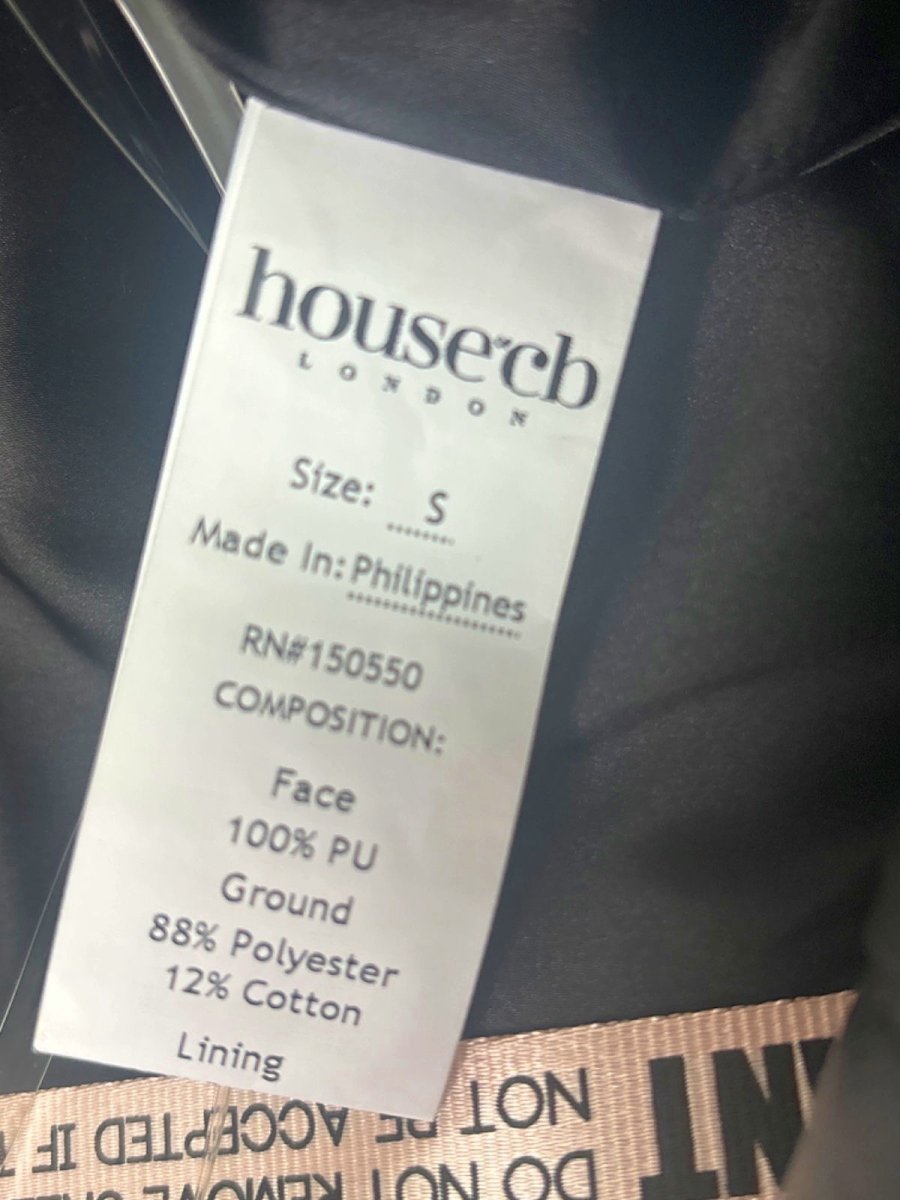 house of cb
LONDON
Size: S
Made In: Philippines
RN#150550
COMPOSITION:
Face
100% PU
Ground
88% Polyester
12% Cotton
Lining
NOT BE ACCEPTED IF
DO NOT REMOVE